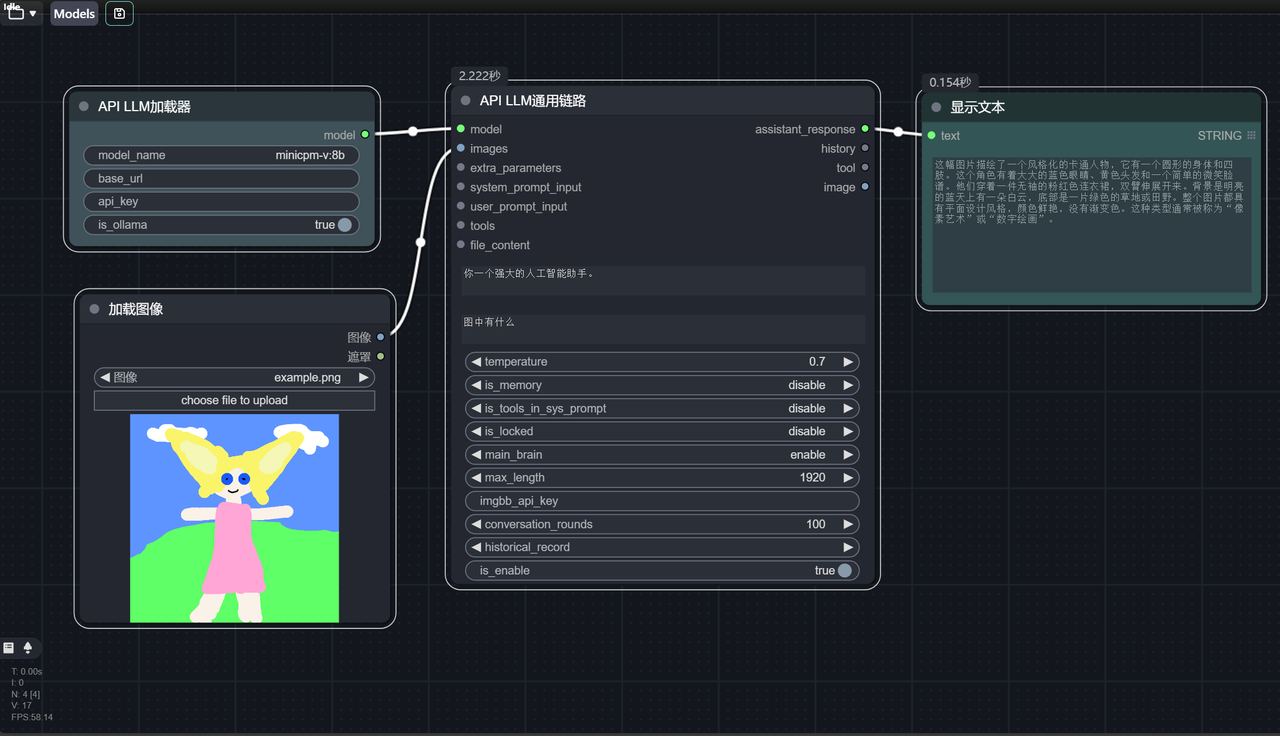 Idle
Models
API LLM加载器
model
model_name minicpm-v:8b
base_url
api_key
is_ollama true
加载图像
图像
遮罩
图像 example.png
choose file to upload
2.222秒
API LLM通用链路
model assistant_response
images history
extra_parameters tool
system_prompt_input image
user_prompt_input
tools
file_content
你一个强大的人工智能助手。
图中有什么
temperature 0.7
is_memory disable
is_tools_in_sys_prompt disable
is_locked disable
main_brain enable
max_length 1920
imgbb_api_key
conversation_rounds 100
historical_record
is_enable true
0.154秒
显示文本
text STRING
这幅图片描绘了一个风格化的卡通人物，它有一个圆形的身体和四
肢。这个角色有着大大的蓝色眼睛、黄色头发和一个简单的微笑脸
谱。他们穿着一件无袖的粉红色连衣裙，双臂伸展开来。背景是明亮
的蓝天上有一朵白云，底部是一片绿色的草地或田野。整个图片都具
有平面设计风格，颜色鲜艳，没有渐变色。这种类型通常被称为“像
素艺术”或“数字绘画”。
T: 0.00s
I: 0
N: 4 [4]
V: 17
FPS:58.14